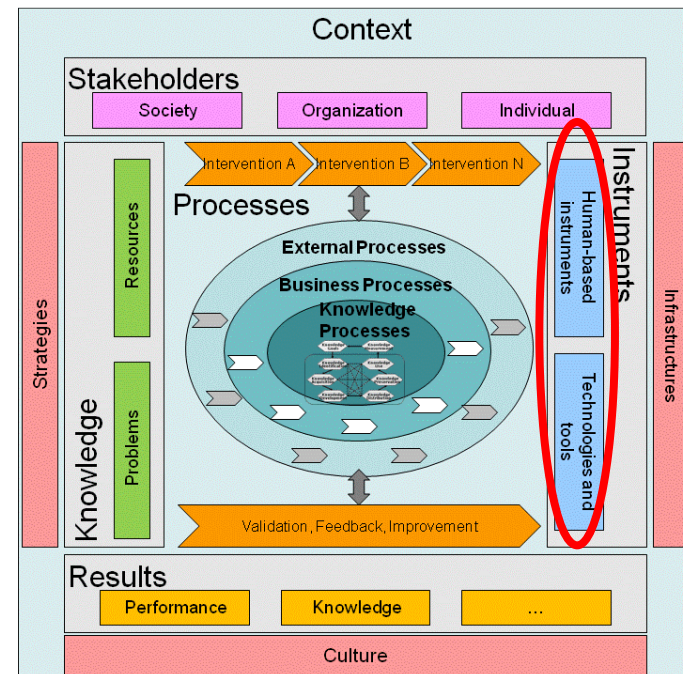 Context
Stakeholders
Society
Organization
Individual
Intervention A
Intervention B
Intervention N
Instruments
Human-based
instruments
Technologies and
tools
Infrastructures
Strategies
Knowledge
Resources
Problems
Processes
External Processes
Business Processes
Knowledge
Processes
Validation, Feedback, Improvement
Results
Performance
Knowledge
...
Culture